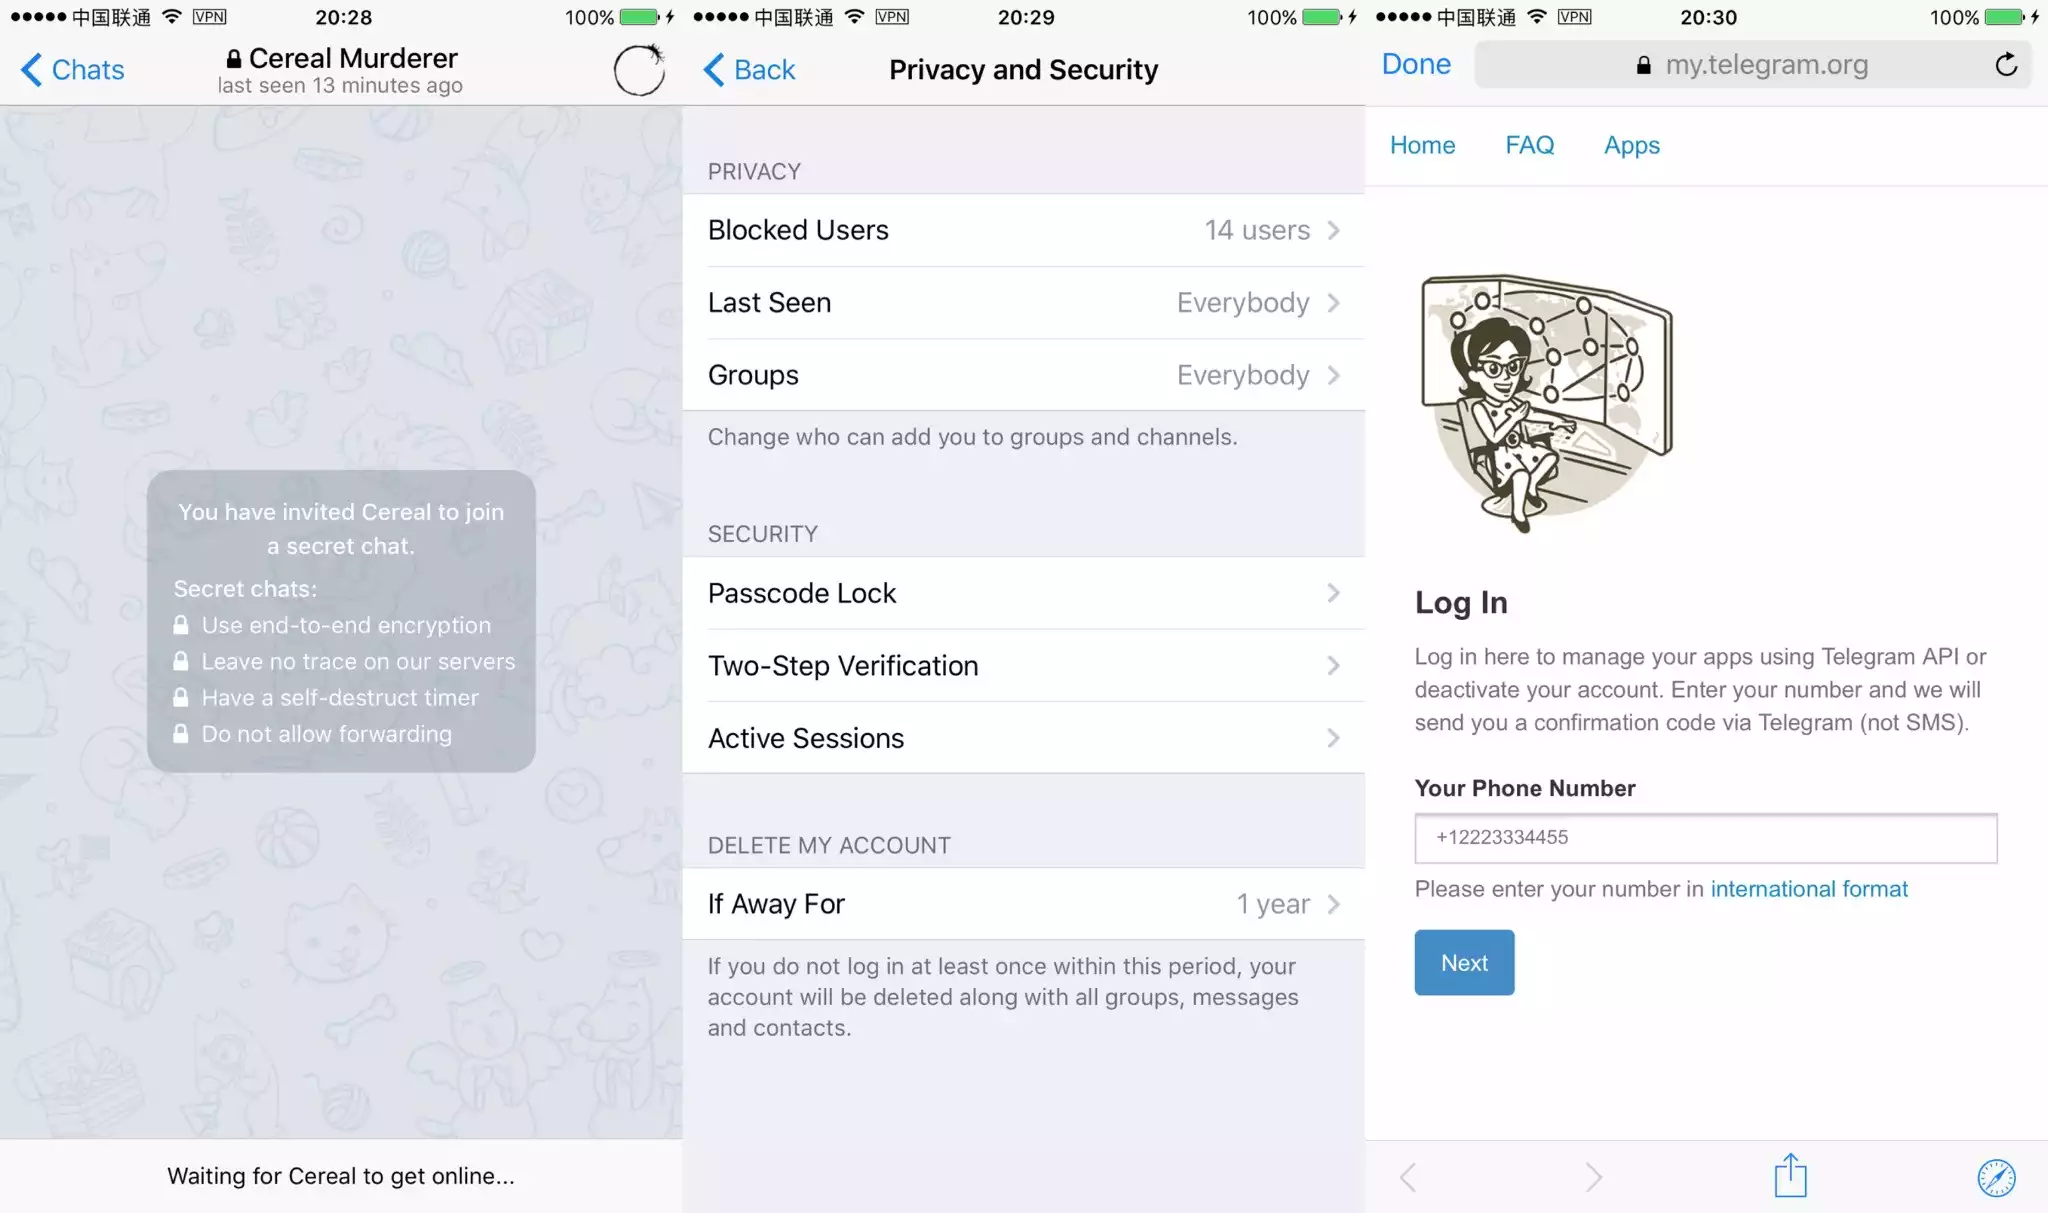 中国联通 VPN 20:28 100%
Chats
Cereal Murderer
last seen 13 minutes ago
You have invited Cereal to join
a secret chat.
Secret chats:
Use end-to-end encryption
Leave no trace on our servers
Have a self-destruct timer
Do not allow forwarding
Waiting for Cereal to get online...
中国联通 VPN 20:29 100%
Back
Privacy and Security
PRIVACY
Blocked Users 14 users
Last Seen Everybody
Groups Everybody
Change who can add you to groups and channels.
SECURITY
Passcode Lock
Two-Step Verification
Active Sessions
DELETE MY ACCOUNT
If Away For 1 year
If you do not log in at least once within this period, your
account will be deleted along with all groups, messages
and contacts.
中国联通 VPN 20:30 100%
Done my.telegram.org
Home FAQ Apps
Log In
Log in here to manage your apps using Telegram API or
deactivate your account. Enter your number and we will
send you a confirmation code via Telegram (not SMS).
Your Phone Number
+12223334455
Please enter your number in international format
Next